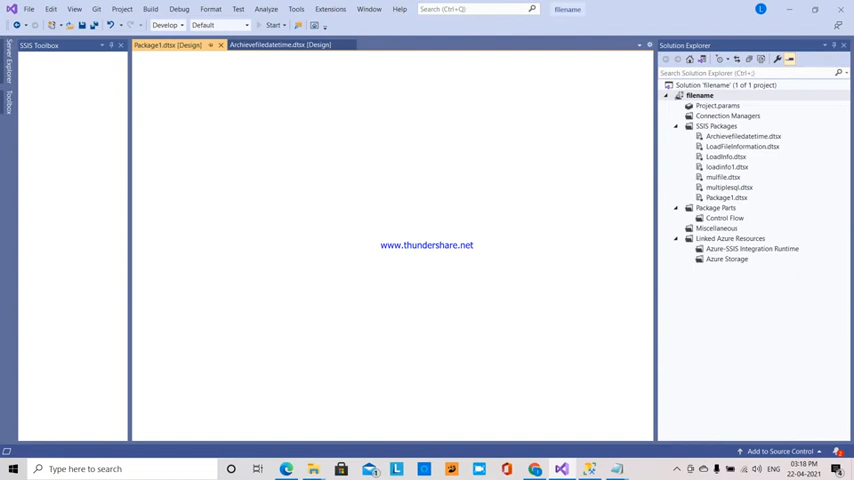 File Edit View Git Project Build Debug Format Test Analyze Tools Extensions Window Help Search (Ctrl+Q) filename L
Develop Default Start
SSIS Toolbox Package1.dtsx [Design] Archievefiledatetime.dtsx [Design] Solution Explorer
Server Explorer
Toolbox
Search Solution Explorer (Ctrl+;)
Solution 'filename' (1 of 1 project)
filename
Project.params
Connection Managers
SSIS Packages
Archievefiledatetime.dtsx
LoadFileInformation.dtsx
LoadInfo.dtsx
loadinfo1.dtsx
mulfile.dtsx
multiplesql.dtsx
Package1.dtsx
Package Parts
Control Flow
Miscellaneous
Linked Azure Resources
Azure-SSIS Integration Runtime
Azure Storage
www.thundershare.net
Add to Source Control 2
Type here to search ENG 03:18 PM
22-04-2021